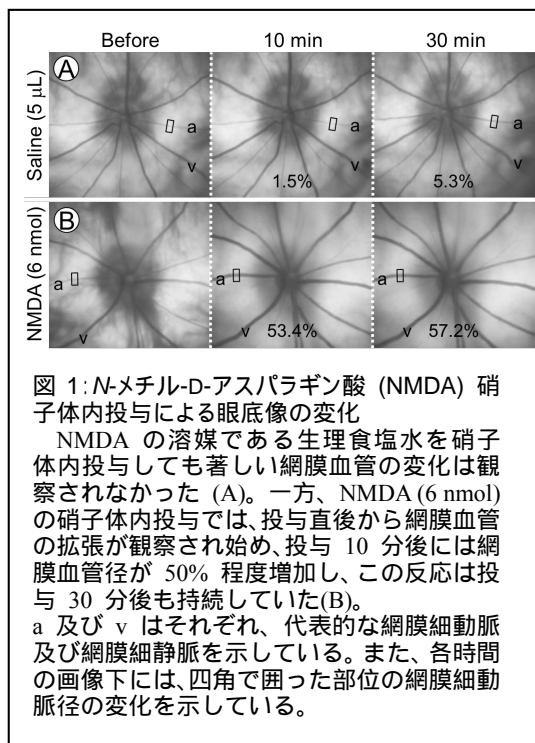 Before 10 min 30 min
Saline (5 μL)
A
a
v
a
v
1.5%
a
v
5.3%
NMDA (6 nmol)
B
a
v
a
v 53.4%
a
v 57.2%
図 1:N-メチル-D-アスパラギン酸 (NMDA) 硝
子体内投与による眼底像の変化
NMDA の溶媒である生理食塩水を硝子
体内投与しても著しい網膜血管の変化は観
察されなかった (A)。一方、NMDA (6 nmol)
の硝子体内投与では、投与直後から網膜血管
の拡張が観察され始め、投与 10 分後には網
膜血管径が 50% 程度増加し、この反応は投
与 30 分後も持続していた(B)。
a 及び v はそれぞれ、代表的な網膜細動脈
及び網膜細静脈を示している。また、各時間
の画像下には、四角で囲った部位の網膜細動
脈径の変化を示している。